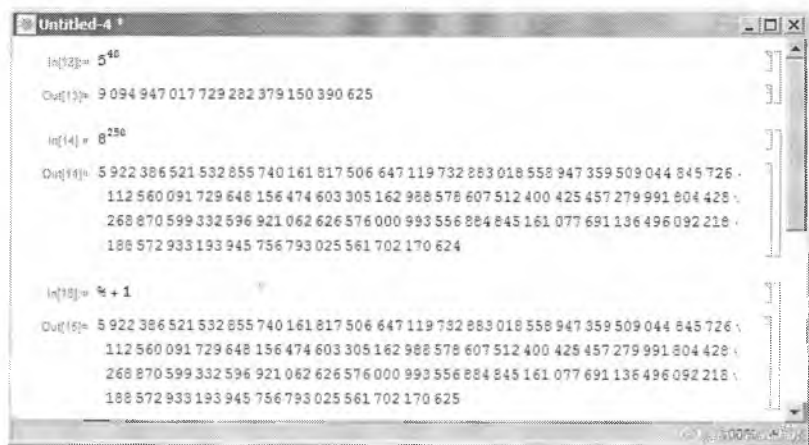 Untitled-4 *
In[13]:= 5^40
Out[13]= 9 094 947 017 729 282 379 150 390 625
In[14]:= 8^250
Out[14]= 5 922 386 521 532 855 740 161 817 506 647 119 732 883 018 558 947 359 509 044 845 726
112 560 091 729 648 156 474 603 305 162 988 578 607 512 400 425 457 279 991 804 428
268 870 599 332 596 921 062 626 576 000 993 556 884 845 161 077 691 136 496 092 218
188 572 933 193 945 756 793 025 561 702 170 624
In[15]:= % + 1
Out[15]= 5 922 386 521 532 855 740 161 817 506 647 119 732 883 018 558 947 359 509 044 845 726
112 560 091 729 648 156 474 603 305 162 988 578 607 512 400 425 457 279 991 804 428
268 870 599 332 596 921 062 626 576 000 993 556 884 845 161 077 691 136 496 092 218
188 572 933 193 945 756 793 025 561 702 170 625
100%